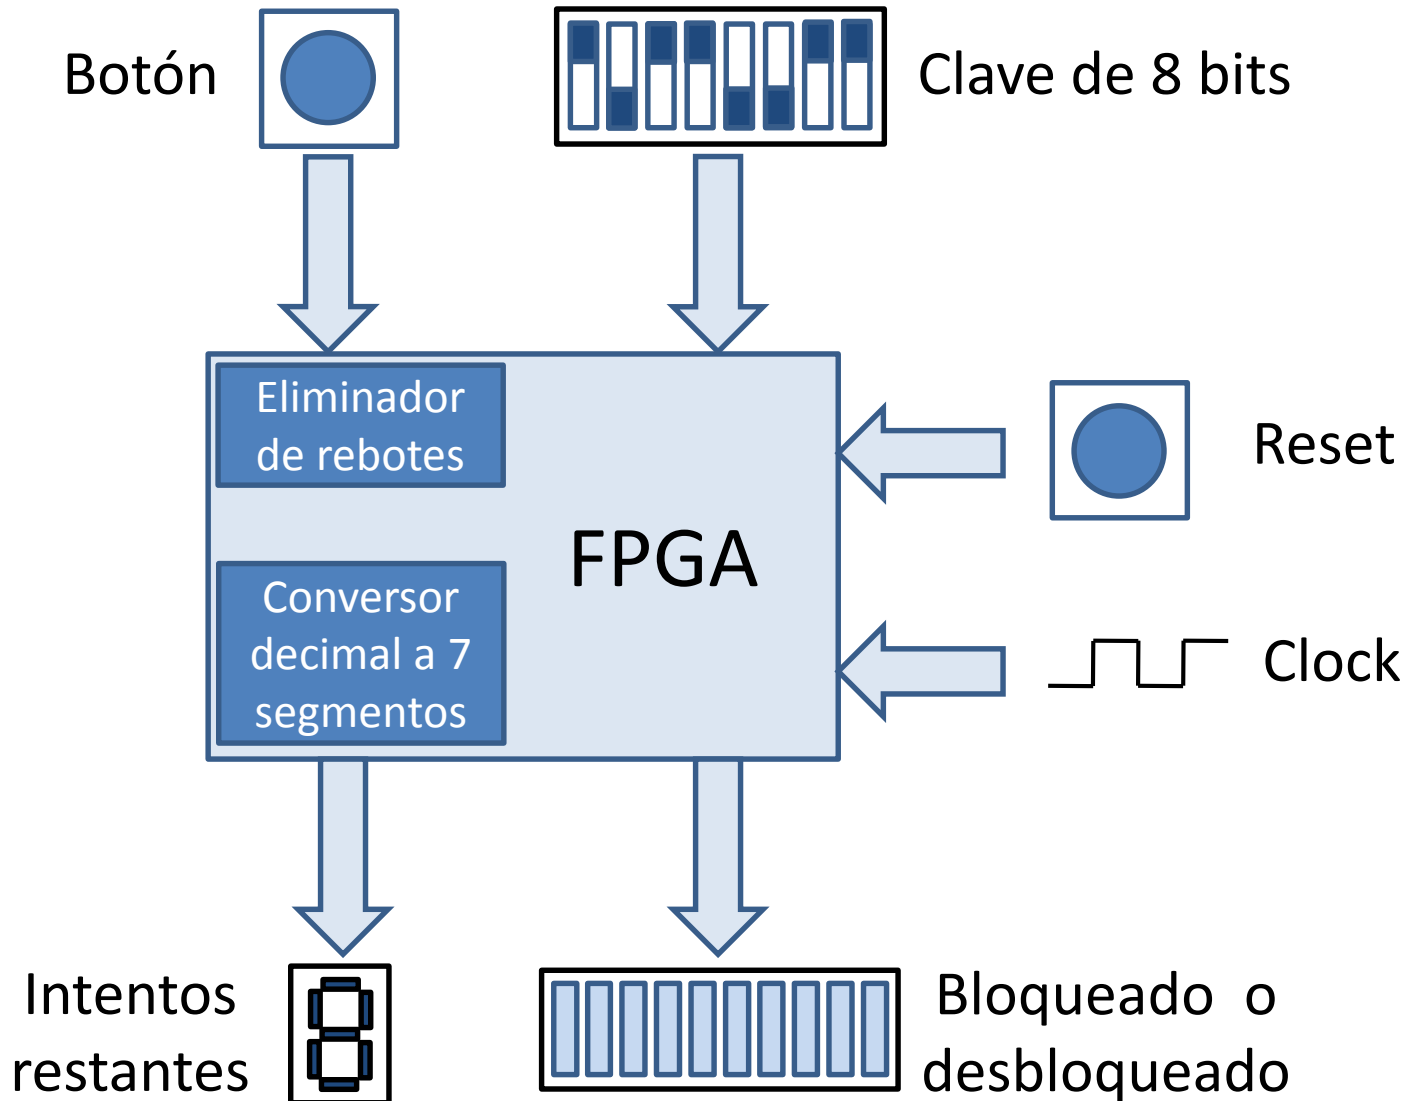 Botón
Clave de 8 bits
Eliminador
de rebotes
Reset
FPGA
Conversor
decimal a 7
segmentos
Clock
Intentos
restantes
Bloqueado o
desbloqueado